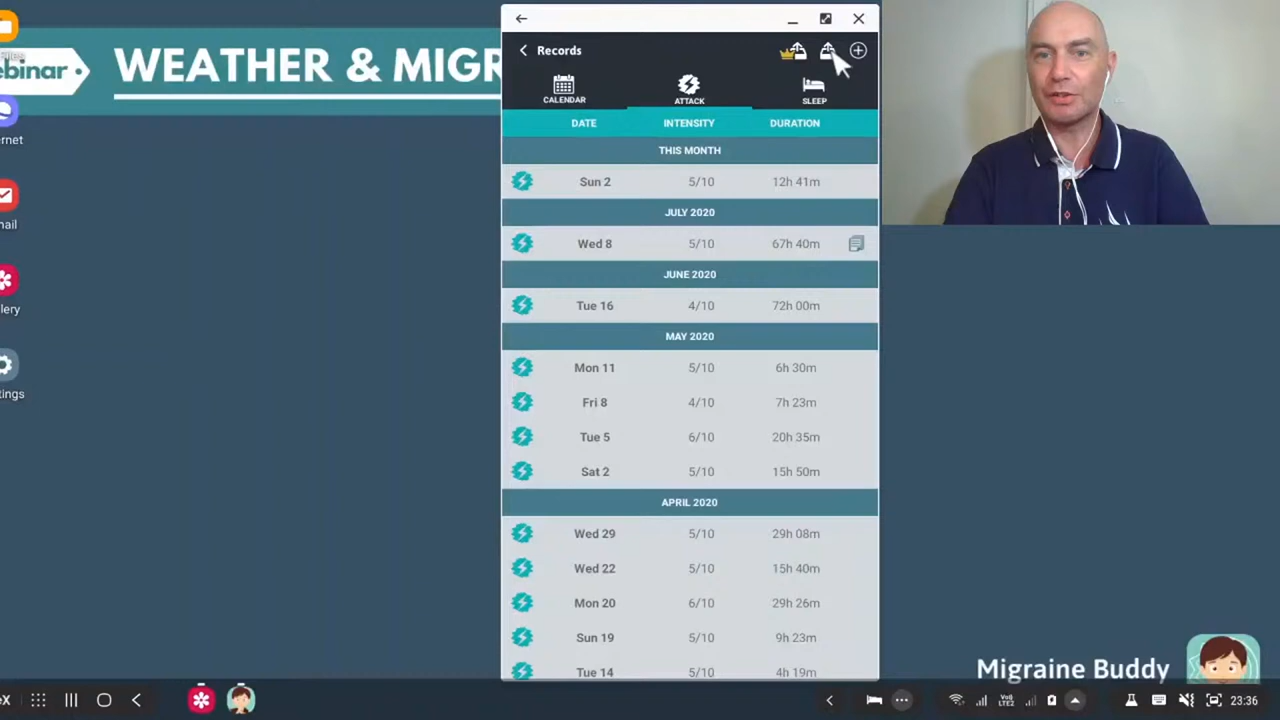 ebinar
WEATHER & MIGR
Files
ernet
nail
lery
tings
Records
CALENDAR
ATTACK
SLEEP
DATE INTENSITY DURATION
THIS MONTH
Sun 2 5/10 12h 41m
JULY 2020
Wed 8 5/10 67h 40m
JUNE 2020
Tue 16 4/10 72h 00m
MAY 2020
Mon 11 5/10 6h 30m
Fri 8 4/10 7h 23m
Tue 5 6/10 20h 35m
Sat 2 5/10 15h 50m
APRIL 2020
Wed 29 5/10 29h 08m
Wed 22 5/10 15h 40m
Mon 20 6/10 29h 26m
Sun 19 5/10 9h 23m
Tue 14 5/10 4h 19m
Migraine Buddy
eX
LTE2
23:36